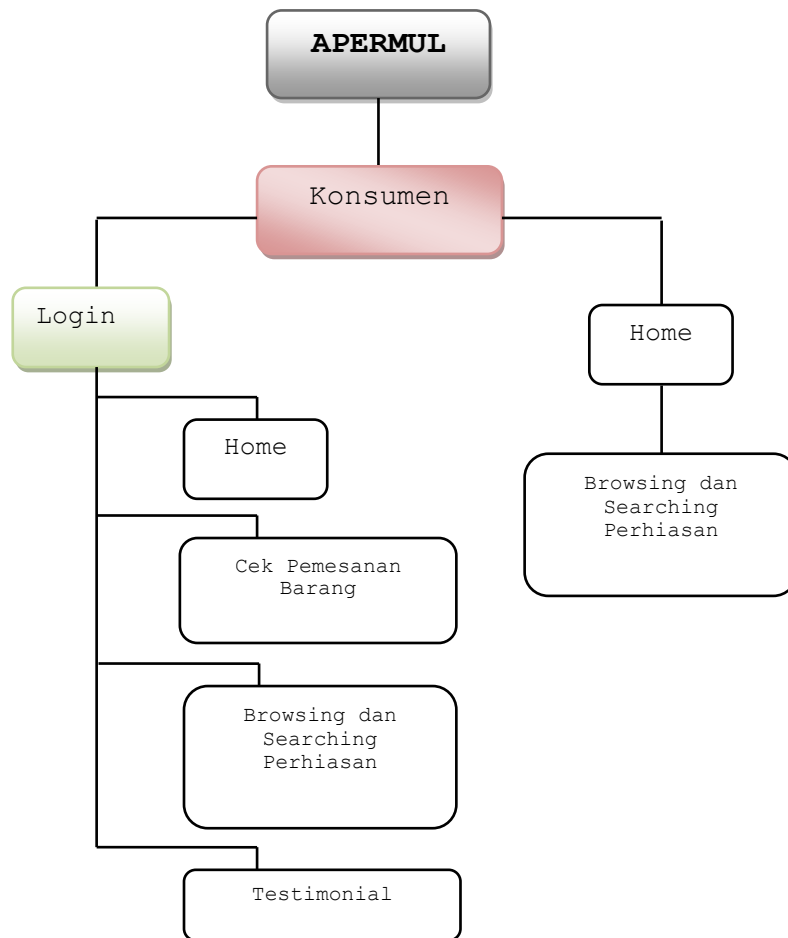 APERMUL
Konsumen
Login
Home
Home
Browsing dan
Searching
Perhiasan
Cek Pemesanan
Barang
Browsing dan
Searching
Perhiasan
Testimonial